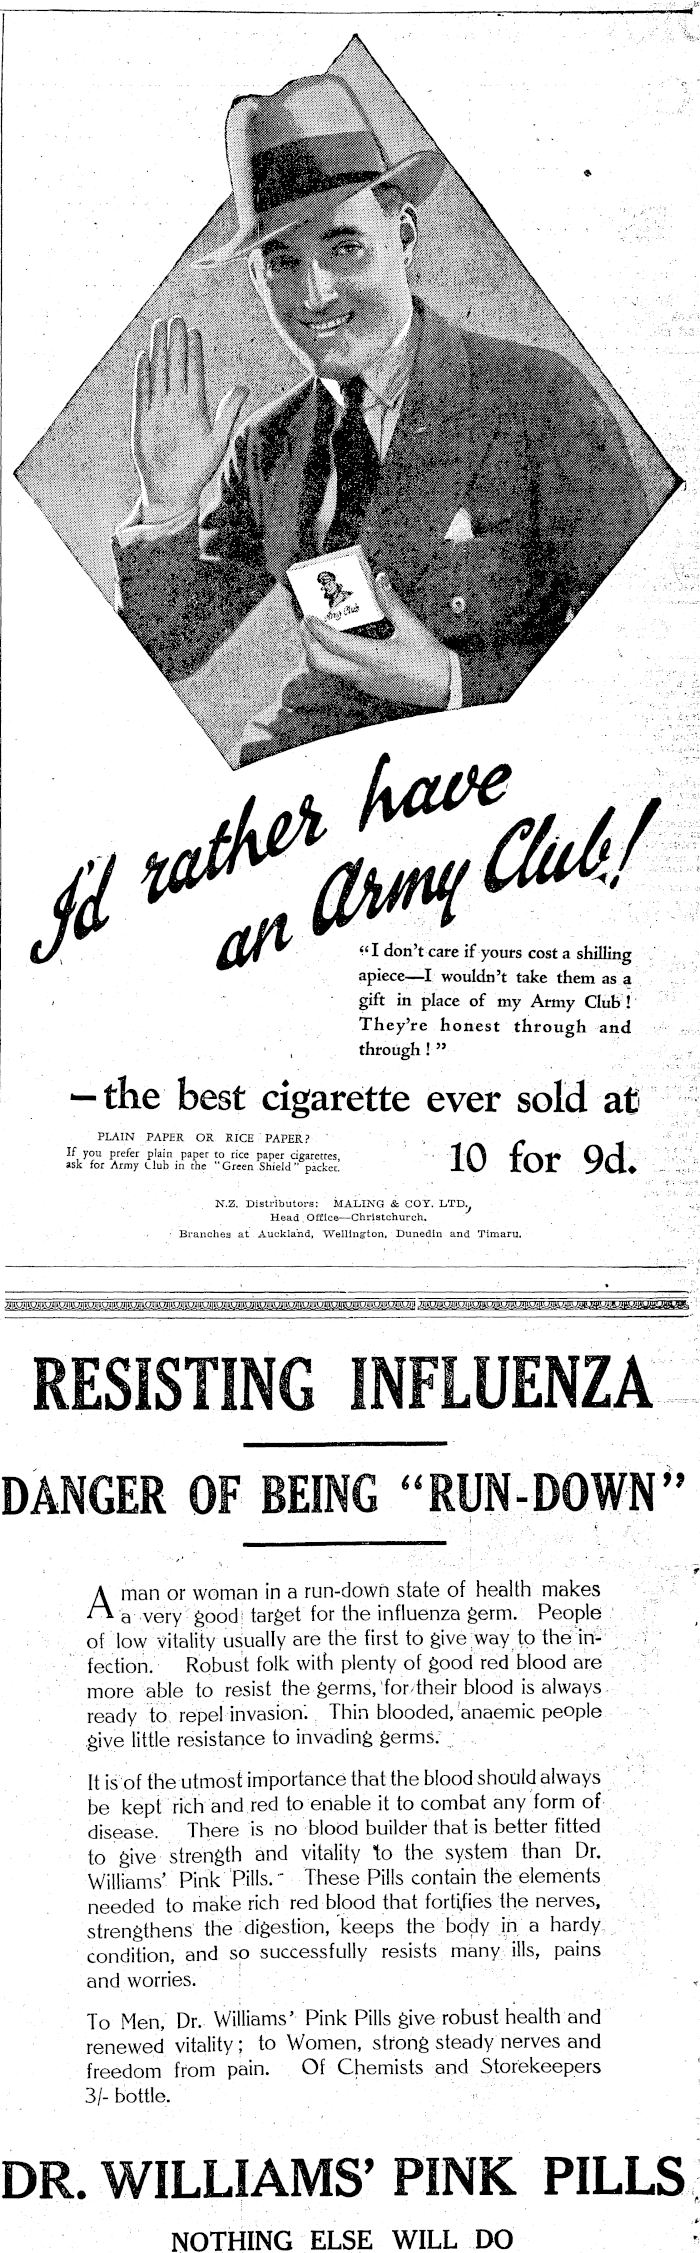 Army Club
I'd rather have
an Army Club!
“I don't care if yours cost a shilling
apiece—I wouldn't take them as a
gift in place of my Army Club!
They're honest through and
through!”
—the best cigarette ever sold at
PLAIN PAPER OR RICE PAPER?
If you prefer plain paper to rice paper cigarettes,
ask for Army Club in the "Green Shield" packet.
10 for 9d.
N.Z. Distributors: MALING & COY. LTD.,
Head Office—Christchurch.
Branches at Auckland, Wellington, Dunedin and Timaru.
RESISTING INFLUENZA
DANGER OF BEING “RUN-DOWN”
A man or woman in a run-down state of health makes
a very good target for the influenza germ. People
of low vitality usually are the first to give way to the in-
fection. Robust folk with plenty of good red blood are
more able to resist the germs, for their blood is always
ready to repel invasion. Thin blooded, anaemic people
give little resistance to invading germs.
It is of the utmost importance that the blood should always
be kept rich and red to enable it to combat any form of
disease. There is no blood builder that is better fitted
to give strength and vitality to the system than Dr.
Williams' Pink Pills. These Pills contain the elements
needed to make rich red blood that fortifies the nerves,
strengthens the digestion, keeps the body in a hardy
condition, and so successfully resists many ills, pains
and worries.
To Men, Dr. Williams' Pink Pills give robust health and
renewed vitality; to Women, strong steady nerves and
freedom from pain. Of Chemists and Storekeepers
3/- bottle.
DR. WILLIAMS' PINK PILLS
NOTHING ELSE WILL DO